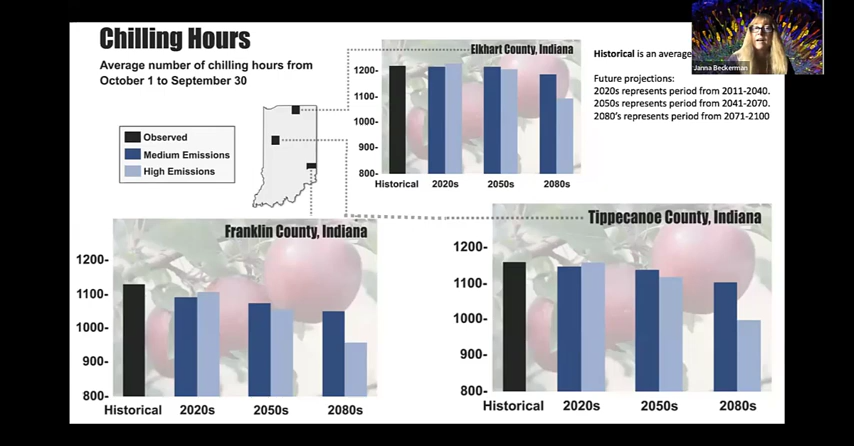 Chilling Hours
Average number of chilling hours from
October 1 to September 30
Observed
Medium Emissions
High Emissions
Elkhart County, Indiana
1200-
1100-
1000-
900-
800-
Historical 2020s 2050s 2080s
Historical is an average
Future projections:
2020s represents period from 2011-2040.
2050s represents period from 2041-2070.
2080's represents period from 2071-2100
Janna Beckerman
Franklin County, Indiana
1200-
1100-
1000-
900-
800-
Historical 2020s 2050s 2080s
Tippecanoe County, Indiana
1200-
1100-
1000-
900-
800-
Historical 2020s 2050s 2080s